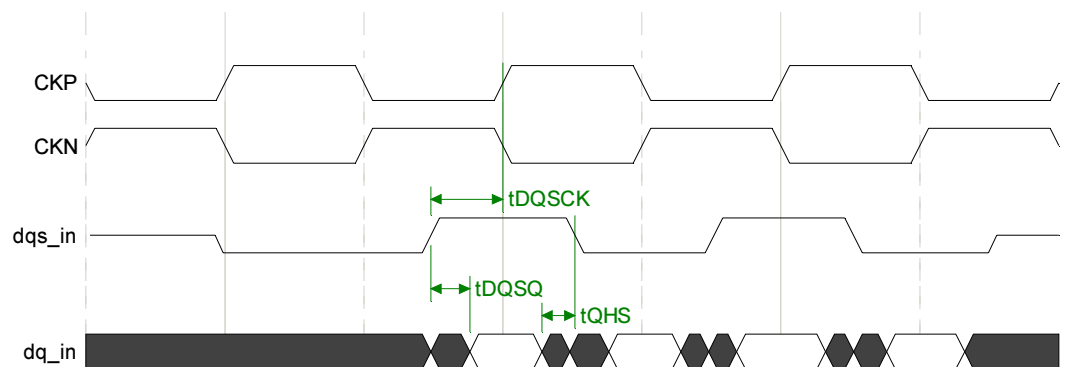 CKP
CKN
tDQSCK
dqs_in
tDQSQ
tQHS
dq_in